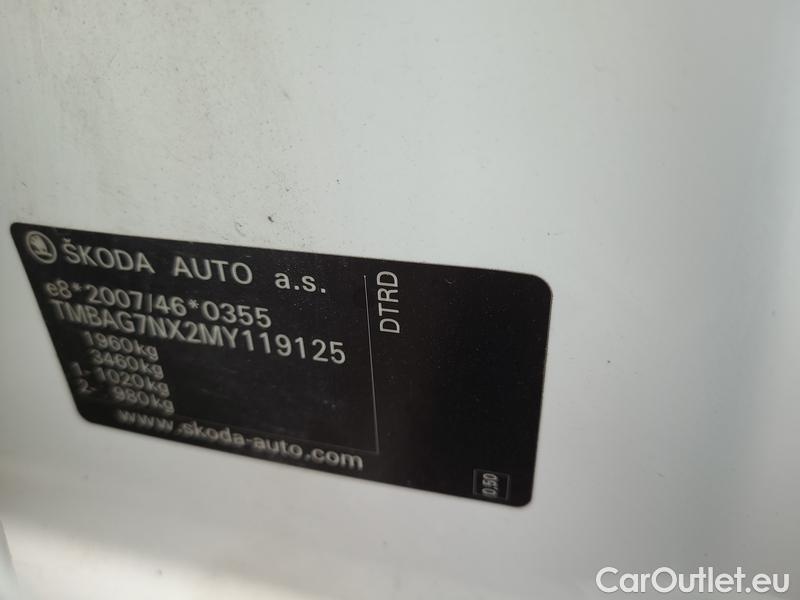 ŠKODA AUTO a.s.
e8*2007/46*0355
TMBAG7NX2MY119125
1960kg
3460kg
1- 1020kg
2- 980kg
www.skoda-auto.com
DTRD
0,50
CarOutlet.eu